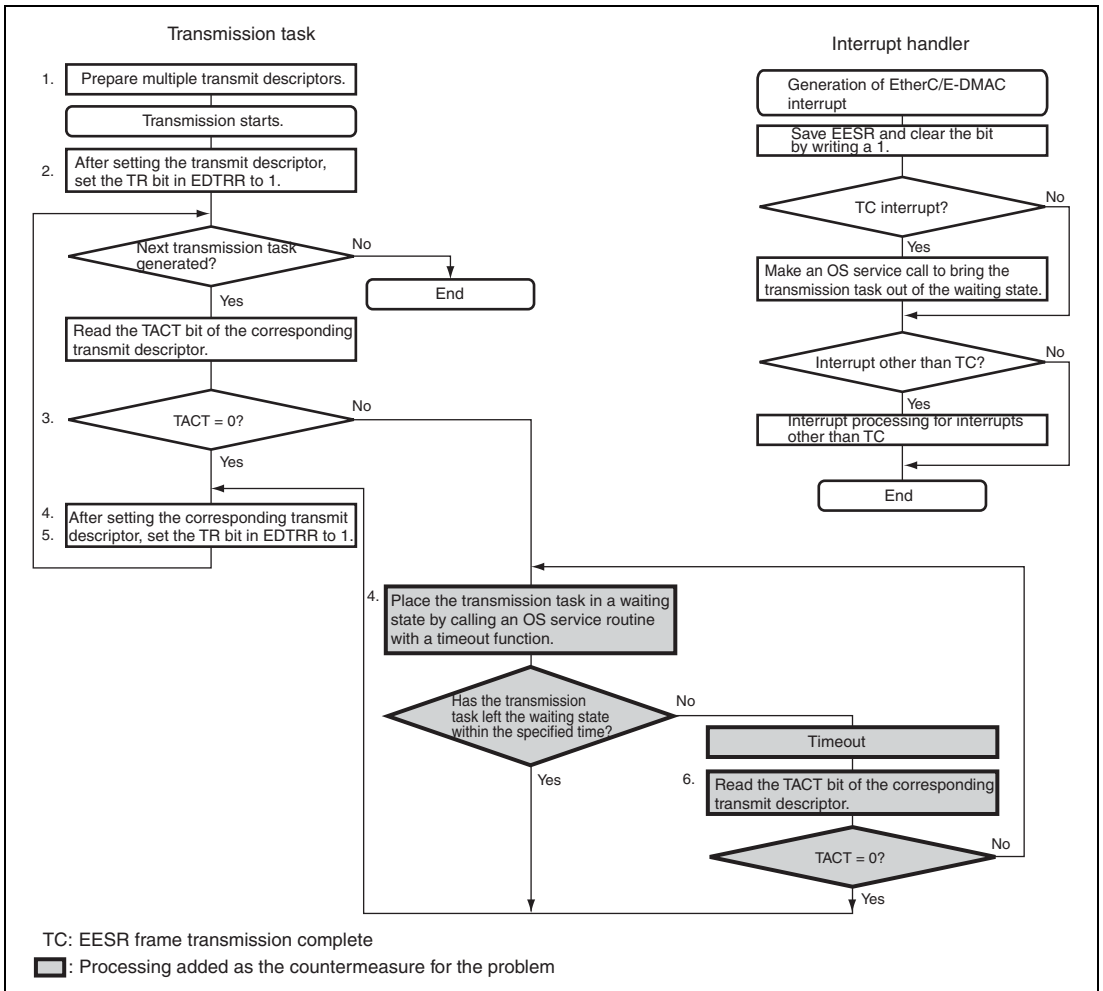 Transmission task
1. Prepare multiple transmit descriptors.
Transmission starts.
2. After setting the transmit descriptor,
set the TR bit in EDTRR to 1.
Next transmission task
generated?
No
End
Yes
Read the TACT bit of the corresponding
transmit descriptor.
3. TACT = 0?
No
Yes
4. After setting the corresponding transmit
5. descriptor, set the TR bit in EDTRR to 1.
4. Place the transmission task in a waiting
state by calling an OS service routine
with a timeout function.
Has the transmission
task left the waiting state
within the specified time?
No
Yes
Timeout
6. Read the TACT bit of the corresponding
transmit descriptor.
TACT = 0?
No
Yes
Interrupt handler
Generation of EtherC/E-DMAC
interrupt
Save EESR and clear the bit
by writing a 1.
TC interrupt?
No
Yes
Make an OS service call to bring the
transmission task out of the waiting state.
Interrupt other than TC?
No
Yes
Interrupt processing for interrupts
other than TC
End
TC: EESR frame transmission complete
: Processing added as the countermeasure for the problem